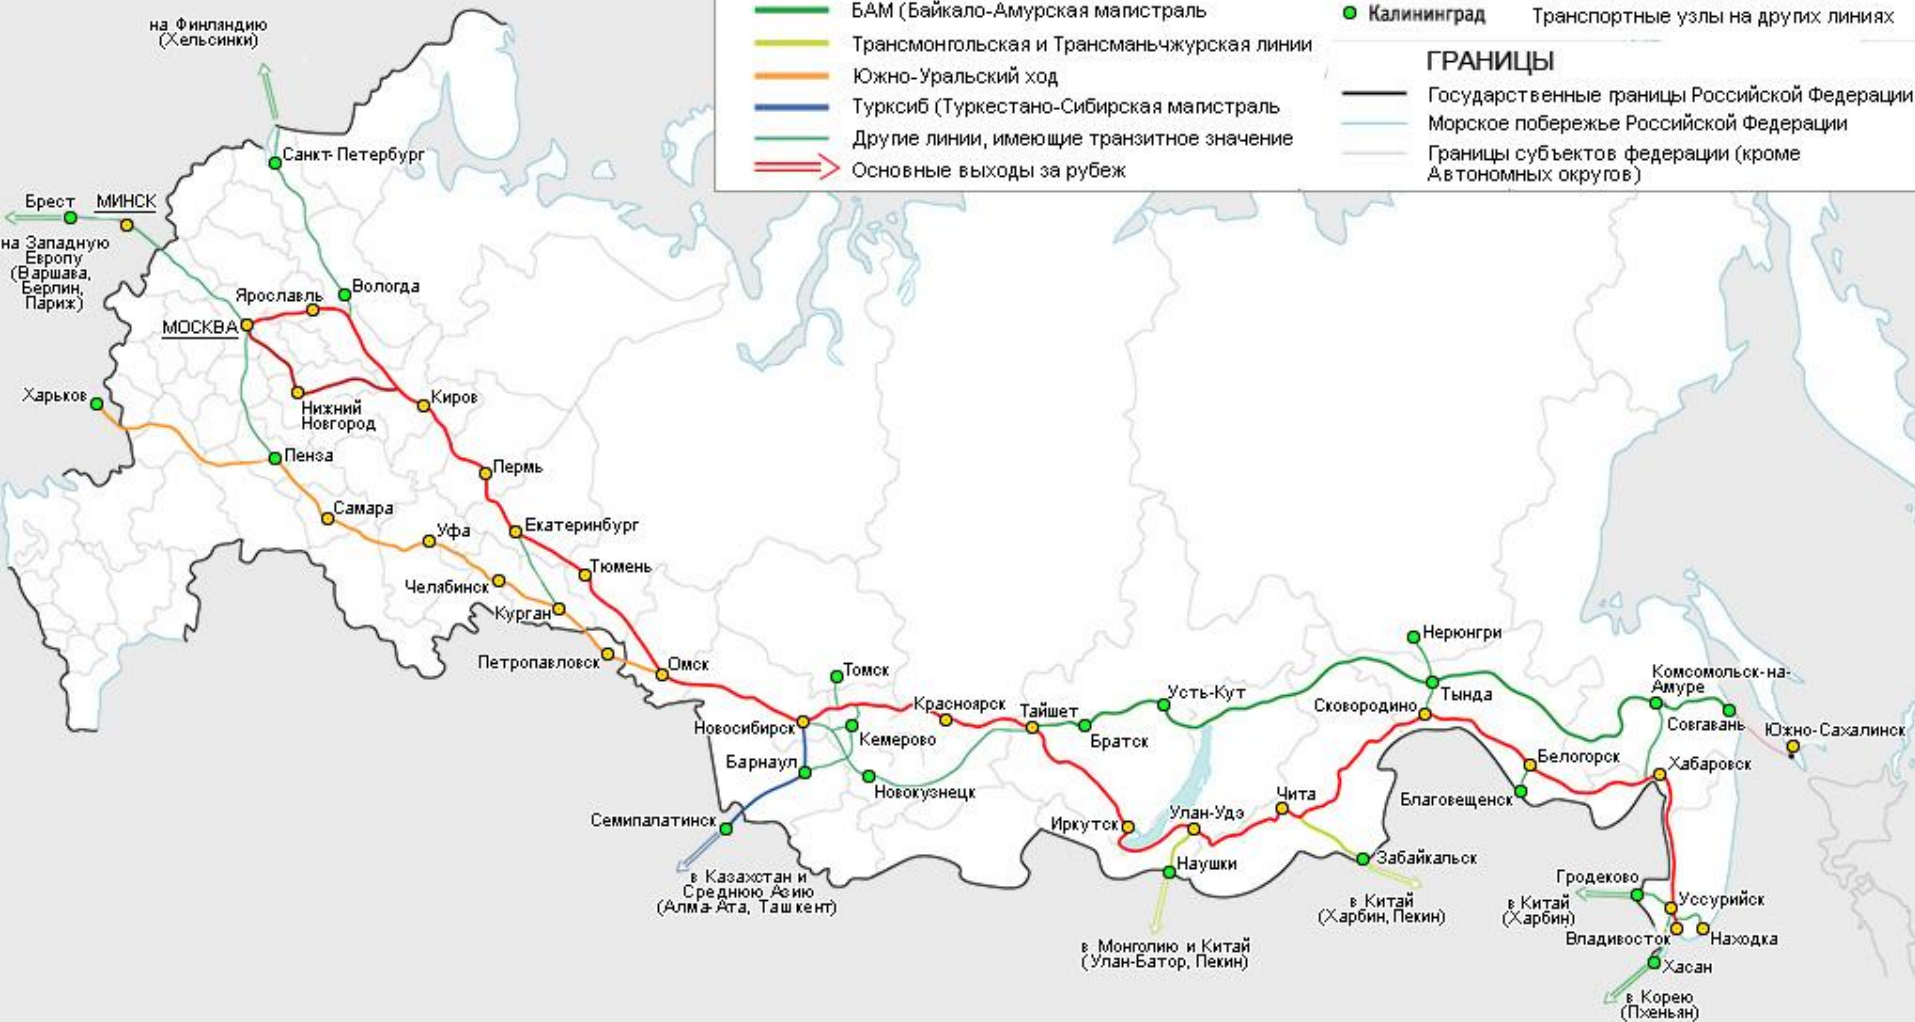 БАМ (Байкало-Амурская магистраль
Трансмонгольская и Трансманьчжурская линии
Южно-Уральский ход
Турксиб (Туркестано-Сибирская магистраль
Другие линии, имеющие транзитное значение
Основные выходы за рубеж
Калининград
Транспортные узлы на других линиях
ГРАНИЦЫ
Государственные границы Российской Федерации
Морское побережье Российской Федерации
Границы субъектов федерации (кроме
Автономных округов)
на Финляндию
(Хельсинки)
Санкт-Петербург
Брест
МИНСК
на Западную
Европу
(Варшава,
Берлин,
Париж)
Ярославль
Вологда
МОСКВА
Харьков
Нижний
Новгород
Киров
Пенза
Пермь
Самара
Уфа
Екатеринбург
Тюмень
Челябинск
Курган
Петропавловск
Омск
Томск
Новосибирск
Кемерово
Красноярск
Тайшет
Барнаул
Новокузнецк
Семипалатинск
в Казахстан и
Среднюю Азию
(Алма-Ата, Ташкент)
Братск
Усть-Кут
Нерюнгри
Тында
Сковородино
Комсомольск-на-
Амуре
Совгавань
Южно-Сахалинск
Белогорск
Хабаровск
Благовещенск
Иркутск
Улан-Удэ
Чита
Наушки
Забайкальск
в Китай
(Харбин, Пекин)
в Монголию и Китай
(Улан-Батор, Пекин)
Гродеково
в Китай
(Харбин)
Уссурийск
Владивосток
Находка
Хасан
в Корею
(Пхеньян)